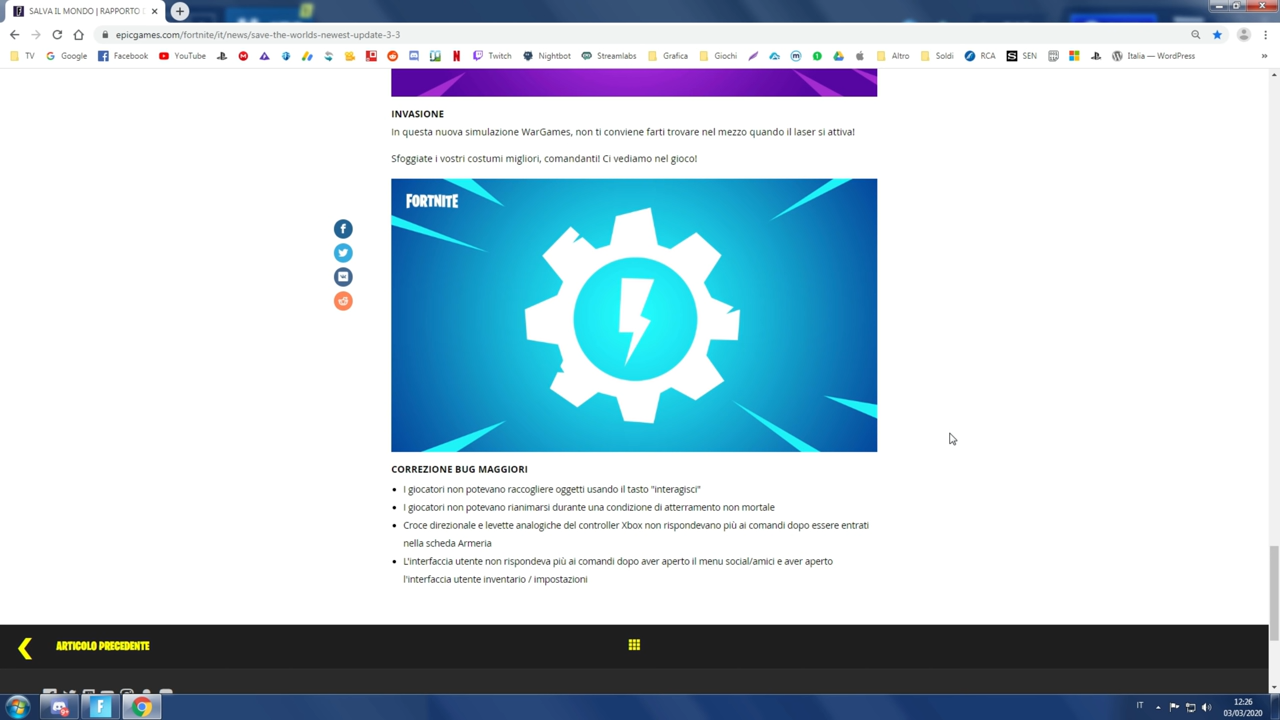 SALVA IL MONDO | RAPPORTO
epicgames.com/fortnite/it/news/save-the-worlds-newest-update-3-3
TV
Google
Facebook
YouTube
Twitch
Nightbot
Streamlabs
Grafica
Giochi
Altro
Soldi
RCA
SEN
Italia — WordPress
INVASIONE
In questa nuova simulazione WarGames, non ti conviene farti trovare nel mezzo quando il laser si attiva!
Sfoggiate i vostri costumi migliori, comandanti! Ci vediamo nel gioco!
FORTNITE
CORREZIONE BUG MAGGIORI
I giocatori non potevano raccogliere oggetti usando il tasto "interagisci"
I giocatori non potevano rianimarsi durante una condizione di atterramento non mortale
Croce direzionale e levette analogiche del controller Xbox non rispondevano più ai comandi dopo essere entrati
nella scheda Armeria
L'interfaccia utente non rispondeva più ai comandi dopo aver aperto il menu social/amici e aver aperto
l'interfaccia utente inventario / impostazioni
ARTICOLO PRECEDENTE
IT
12:26
03/03/2020